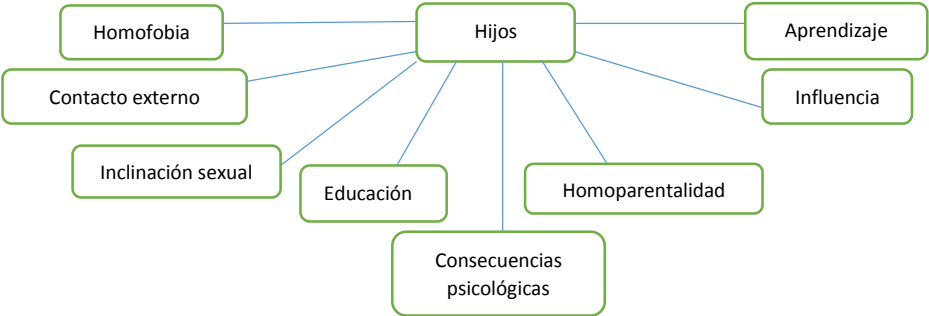 Homofobia
Hijos
Aprendizaje
Contacto externo
Influencia
Inclinación sexual
Educación
Homoparentalidad
Consecuencias
psicológicas